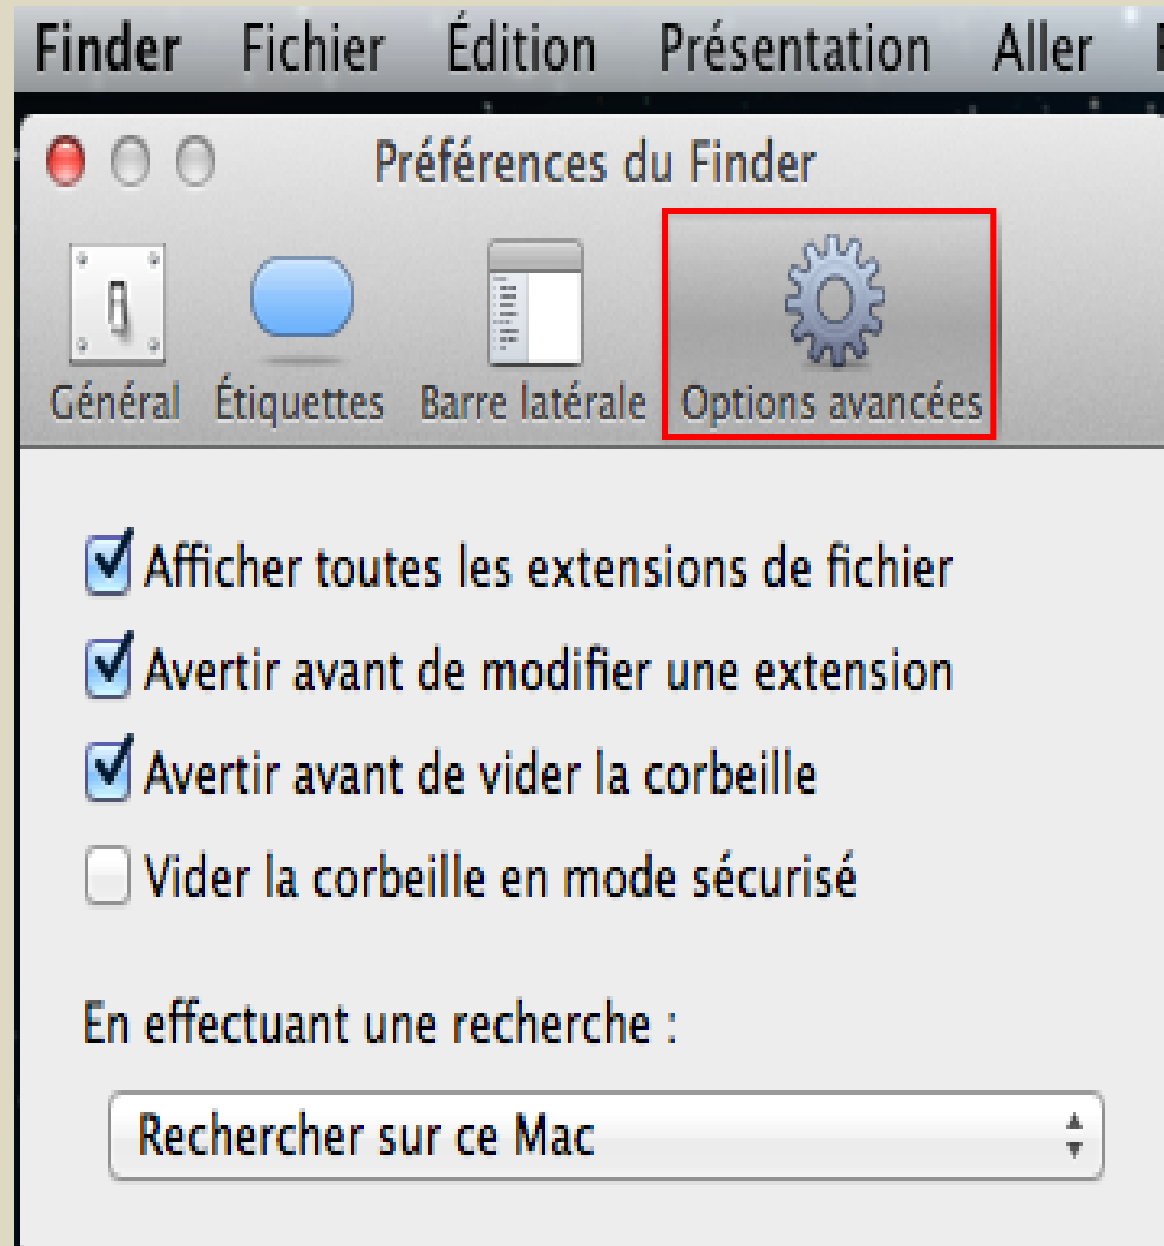 Finder Fichier Édition Présentation Aller
Préférences du Finder
Général Étiquettes Barre latérale Options avancées
Afficher toutes les extensions de fichier
Avertir avant de modifier une extension
Avertir avant de vider la corbeille
Vider la corbeille en mode sécurisé
En effectuant une recherche :
Rechercher sur ce Mac